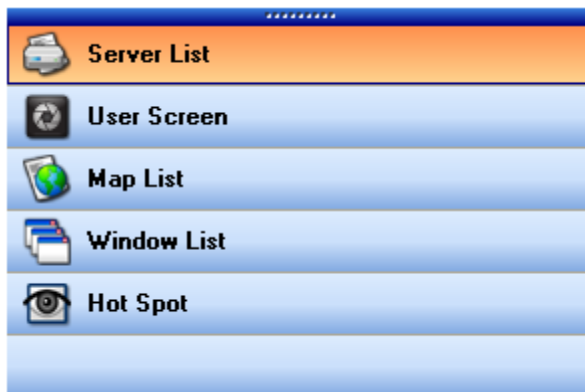 Server List
User Screen
Map List
Window List
Hot Spot